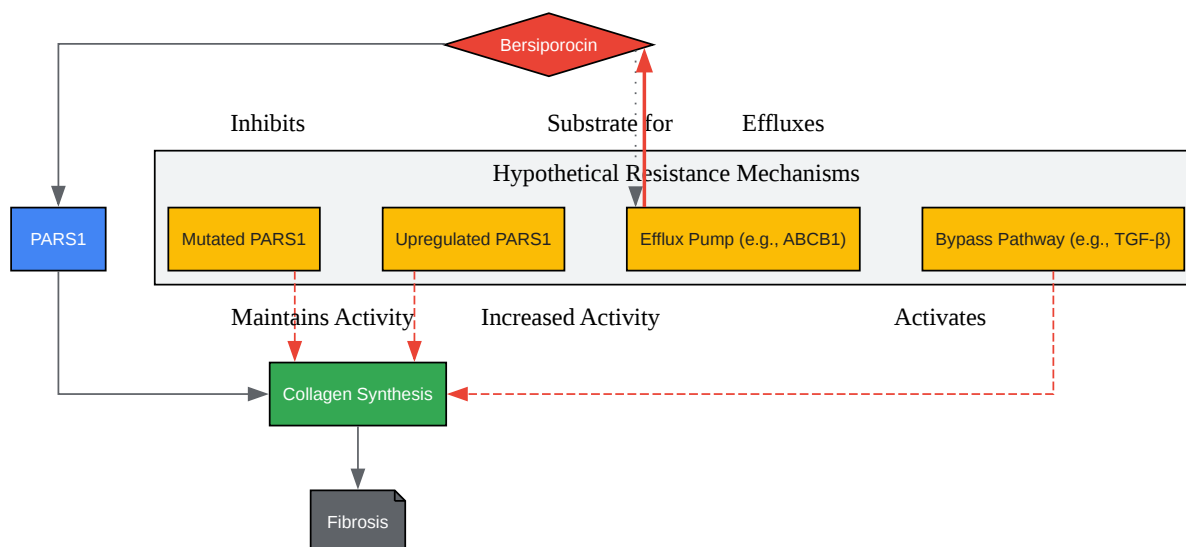 Bersiporocin
Inhibits
Substrate for
Effluxes
Hypothetical Resistance Mechanisms
PARS1
Mutated PARS1
Upregulated PARS1
Efflux Pump (e.g., ABCB1)
Bypass Pathway (e.g., TGF-β)
Maintains Activity
Increased Activity
Activates
Collagen Synthesis
Fibrosis